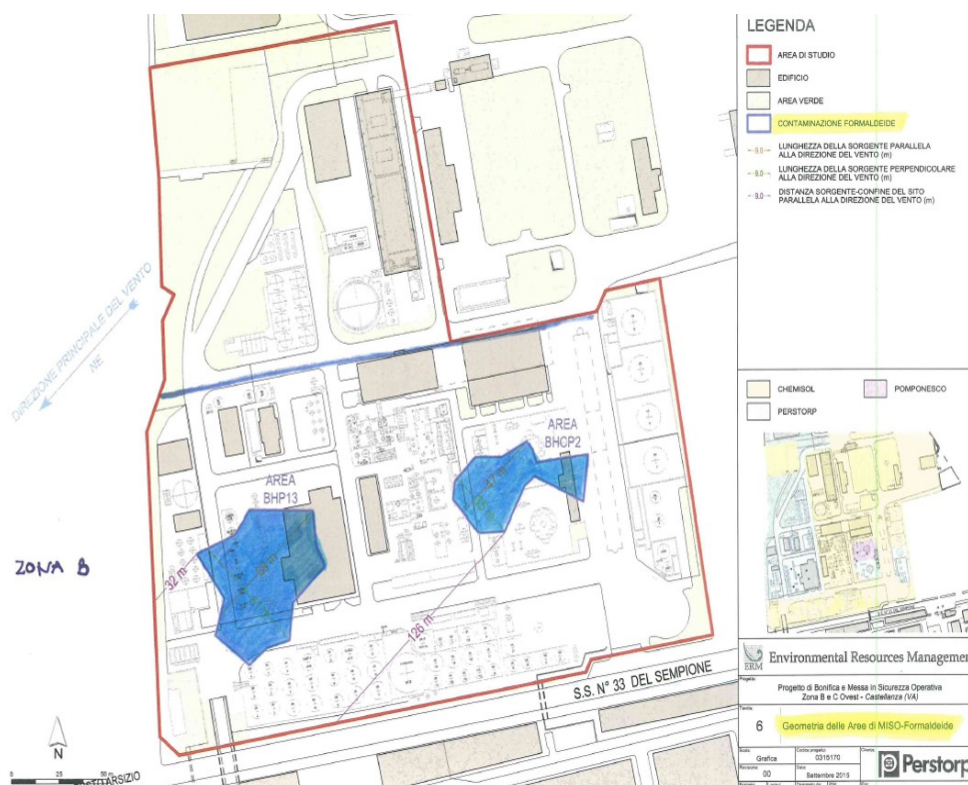 DIREZIONE PRINCIPALE DEL VENTO
NE
ZONA B
AREA
BHP13
32 m
AREA
BHCP2
126 m
S.S. N° 33 DEL SEMPIONE
N
0 25
LEGENDA
AREA DI STUDIO
EDIFICIO
AREA VERDE
CONTAMINAZIONE FORMALDEIDE
LUNGHEZZA DELLA SORGENTE PARALLELA
ALLA DIREZIONE DEL VENTO (m)
LUNGHEZZA DELLA SORGENTE PERPENDICOLARE
ALLA DIREZIONE DEL VENTO (m)
DISTANZA SORGENTE-CONFINE DEL SITO
PARALLELA ALLA DIREZIONE DEL VENTO (m)
CHEMISOL
POMPONESCO
PERSTORP
ERM
Environmental Resources Managemen
Progetto di Bonifica e Messa in Sicurezza Operativa
Zona B e C Ovest - Castellanza (VA)
6 Geometria delle Aree di MISO-Formaldeide
Grafica
0315170
00
Settembre 2015
Perstorp